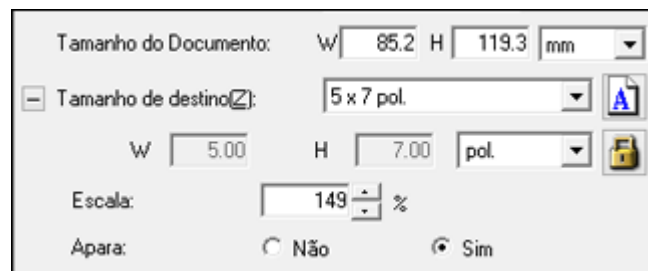 Tamanho do Documento: W 85.2 H 119.3 mm
Tamanho de destino(Z): 5 x 7 pol. A
W 5.00 H 7.00 pol.
Escala: 149 %
Apara: Não Sim